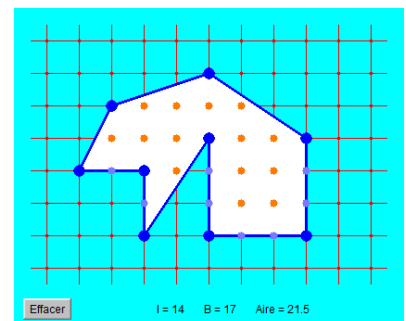 Effacer I = 14 B = 17 Aire = 21.5